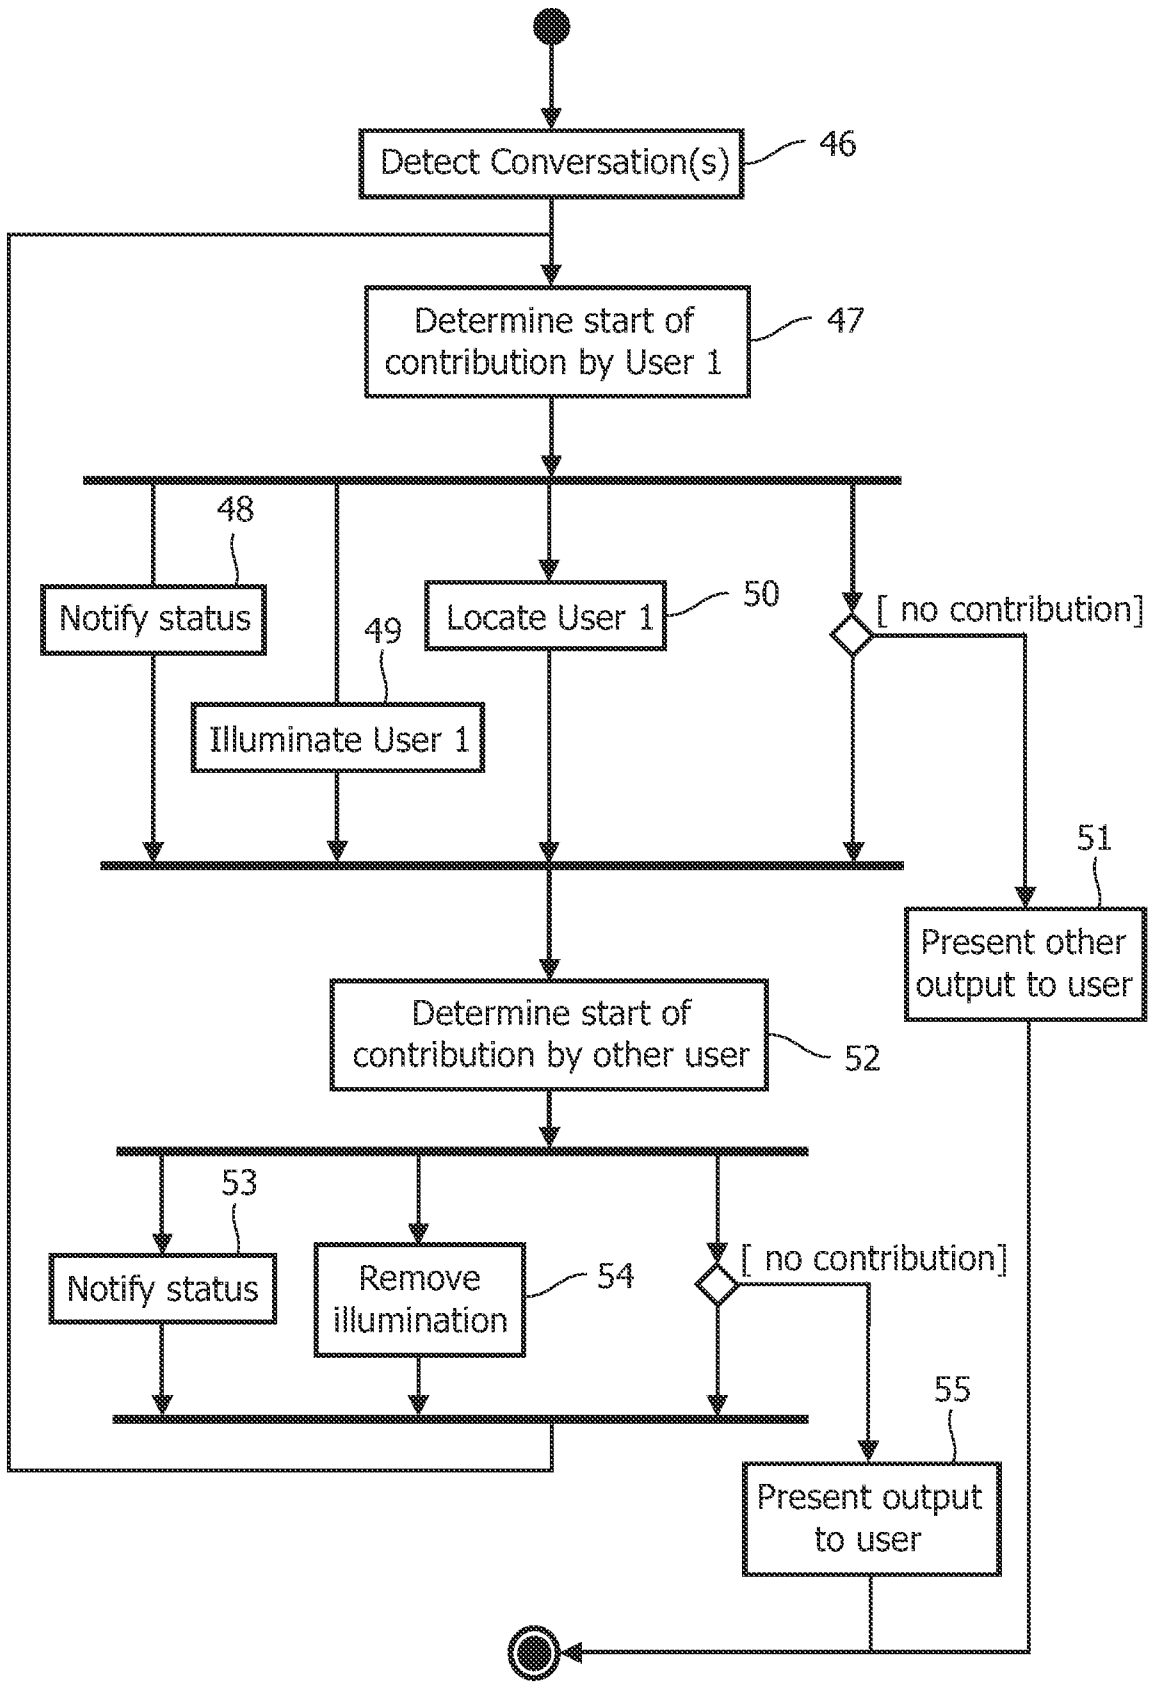 46
Detect Conversation(s)
47
Determine start of
contribution by User 1
48
Notify status
49
Illuminate User 1
50
Locate User 1
[ no contribution]
51
Present other
output to user
Determine start of
contribution by other user
52
53
Notify status
Remove
illumination
54
[ no contribution]
55
Present output
to user